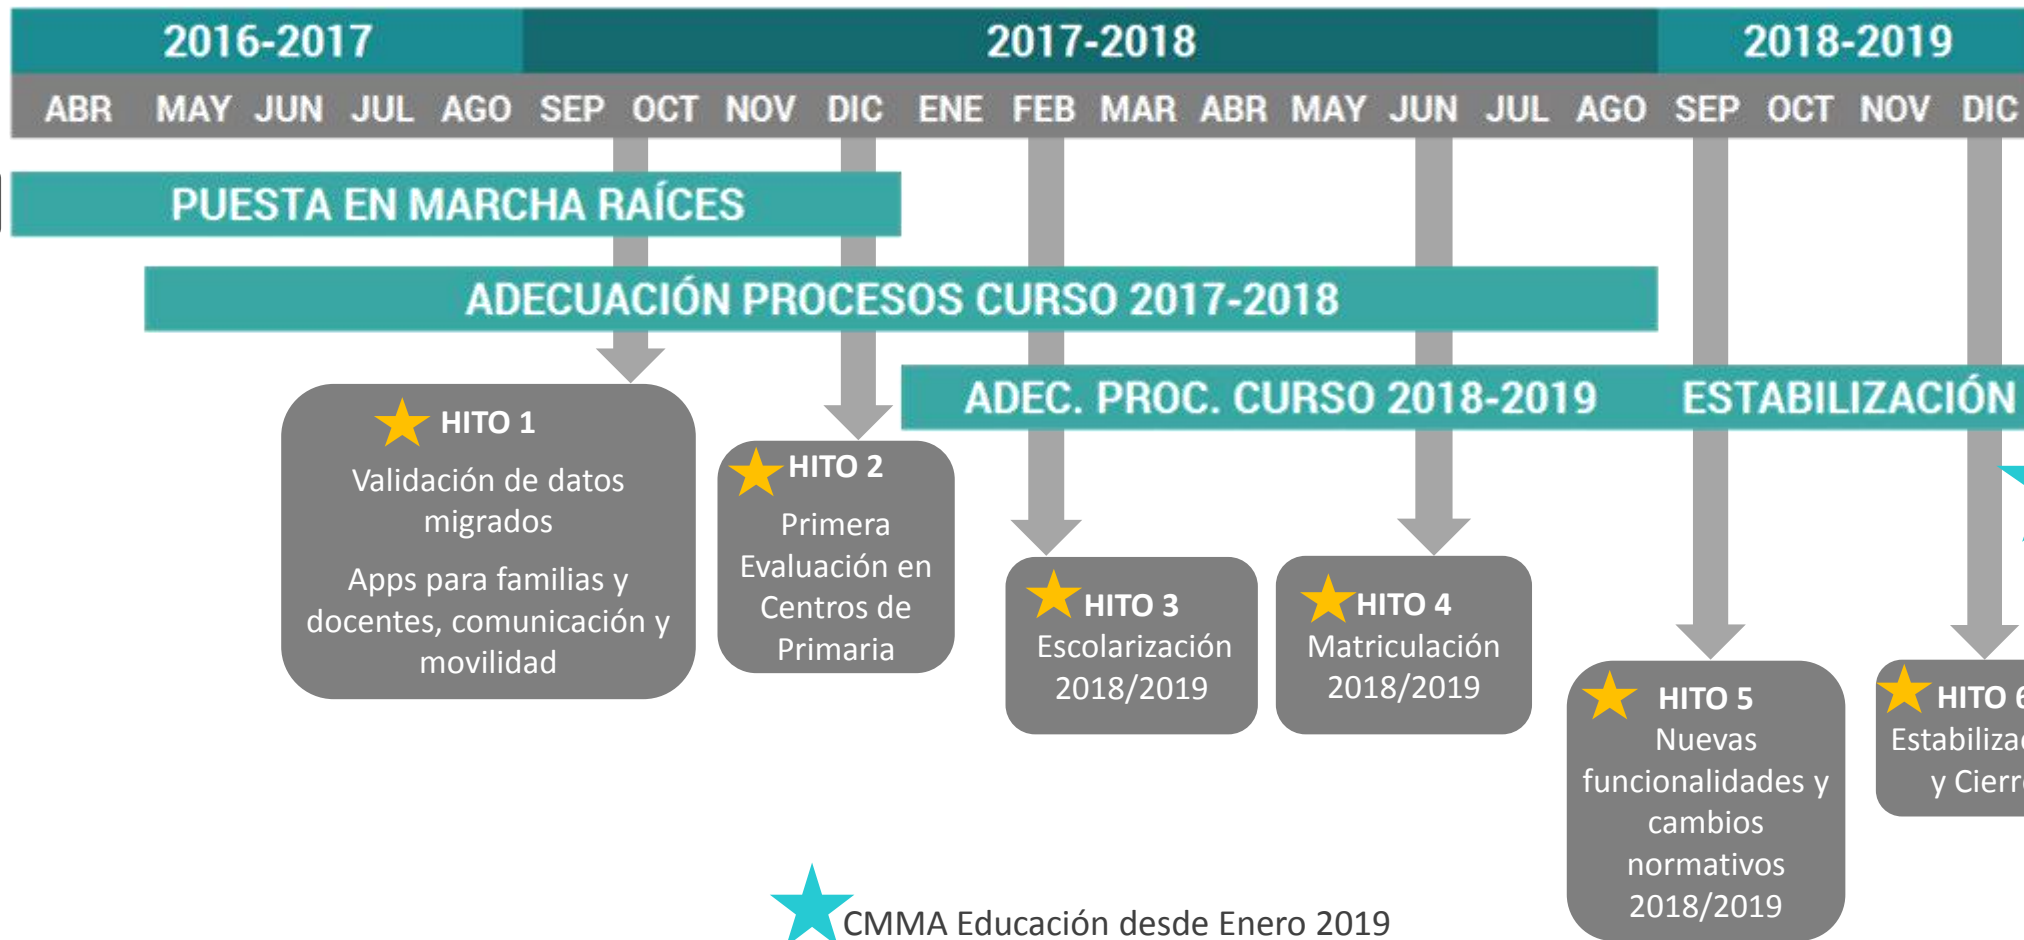 2016-2017 2017-2018 2018-2019
ABR MAY JUN JUL AGO SEP OCT NOV DIC ENE FEB MAR ABR MAY JUN JUL AGO SEP OCT NOV DIC
PUESTA EN MARCHA RAÍCES
ADECUACIÓN PROCESOS CURSO 2017-2018
ADEC. PROC. CURSO 2018-2019 ESTABILIZACIÓN
HITO 1
Validación de datos
migrados
Apps para familias y
docentes, comunicación y
movilidad
HITO 2
Primera
Evaluación en
Centros de
Primaria
HITO 3
Escolarización
2018/2019
HITO 4
Matriculación
2018/2019
HITO 5
Nuevas
funcionalidades y
cambios
normativos
2018/2019
HITO 6
y
CMMA Educación desde Enero 2019